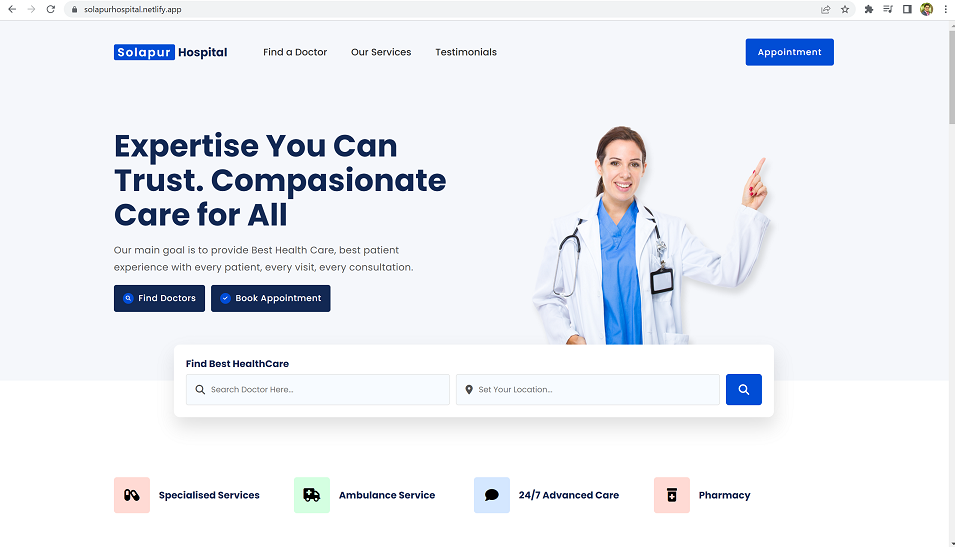 solapurhospital.netlify.app
Solapur Hospital
Find a Doctor
Our Services
Testimonials
Appointment
Expertise You Can
Trust. Compasionate
Care for All
Our main goal is to provide Best Health Care, best patient
experience with every patient, every visit, every consultation.
Find Doctors
Book Appointment
Find Best HealthCare
Search Doctor Here...
Set Your Location...
Specialised Services
Ambulance Service
24/7 Advanced Care
Pharmacy